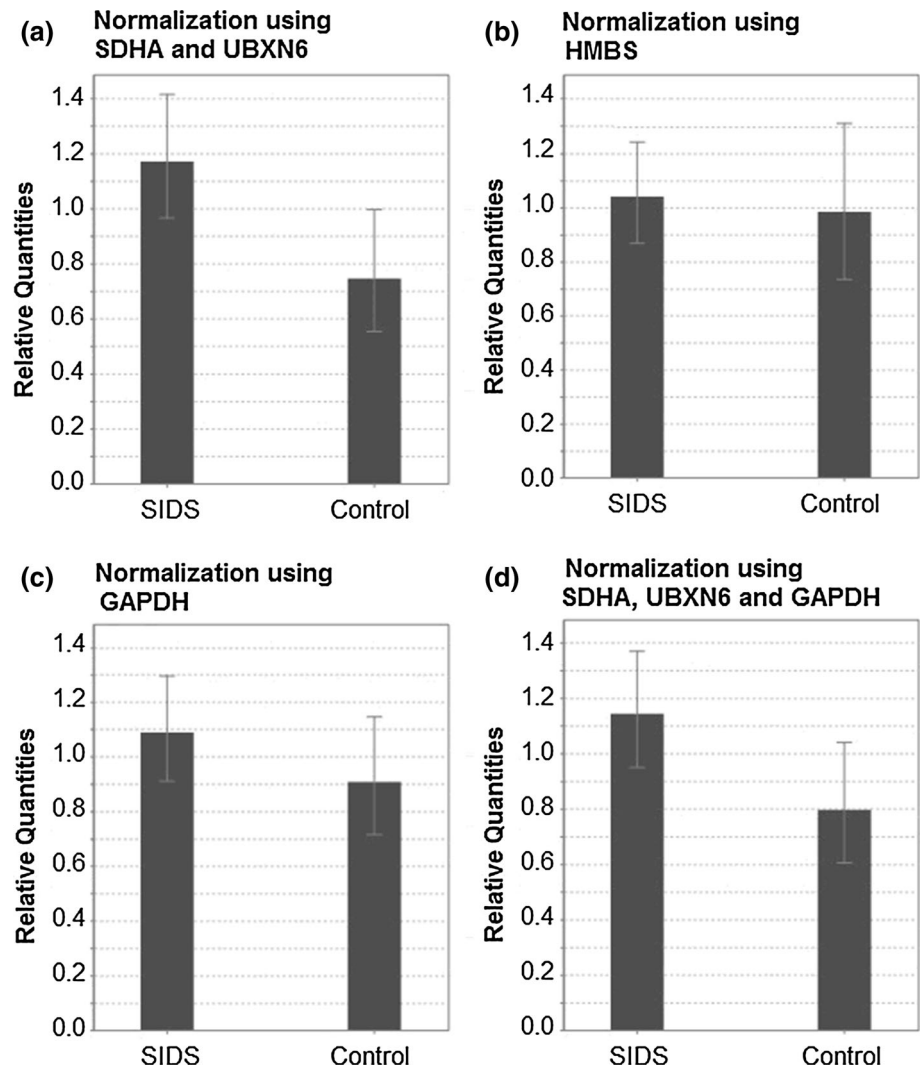 (a) Normalization using
SDHA and UBXN6
Relative Quantities
1.4
1.2
1.0
0.8
0.6
0.4
0.2
0.0
SIDS Control
(b) Normalization using
HMBS
Relative Quantities
1.4
1.2
1.0
0.8
0.6
0.4
0.2
0.0
SIDS Control
(c) Normalization using
GAPDH
Relative Quantities
1.4
1.2
1.0
0.8
0.6
0.4
0.2
0.0
SIDS Control
(d) Normalization using
SDHA, UBXN6 and GAPDH
Relative Quantities
1.4
1.2
1.0
0.8
0.6
0.4
0.2
0.0
SIDS Control